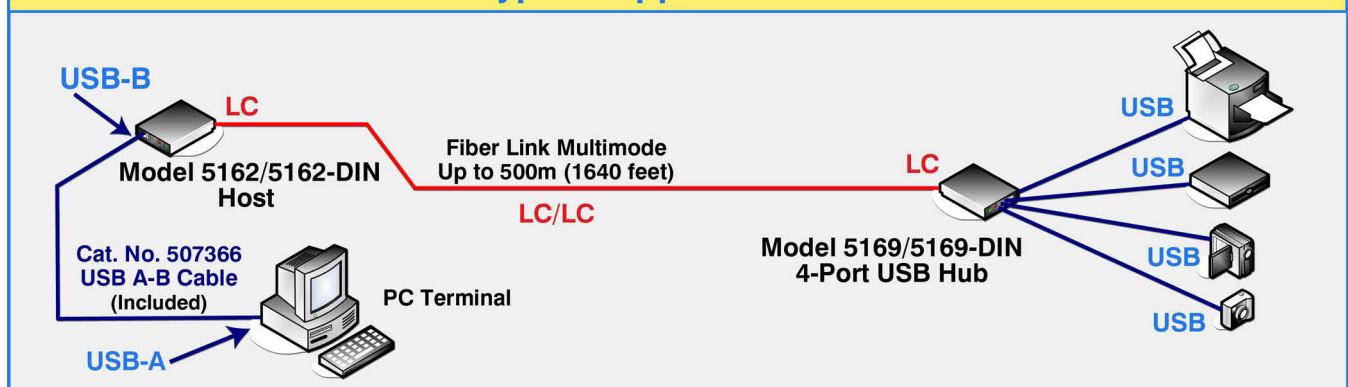 USB-B
LC
Model 5162/5162-DIN
Host
Fiber Link Multimode
Up to 500m (1640 feet)
LC/LC
LC
Model 5169/5169-DIN
4-Port USB Hub
USB
USB
USB
USB
Cat. No. 507366
USB A-B Cable
(Included)
PC Terminal
USB-A